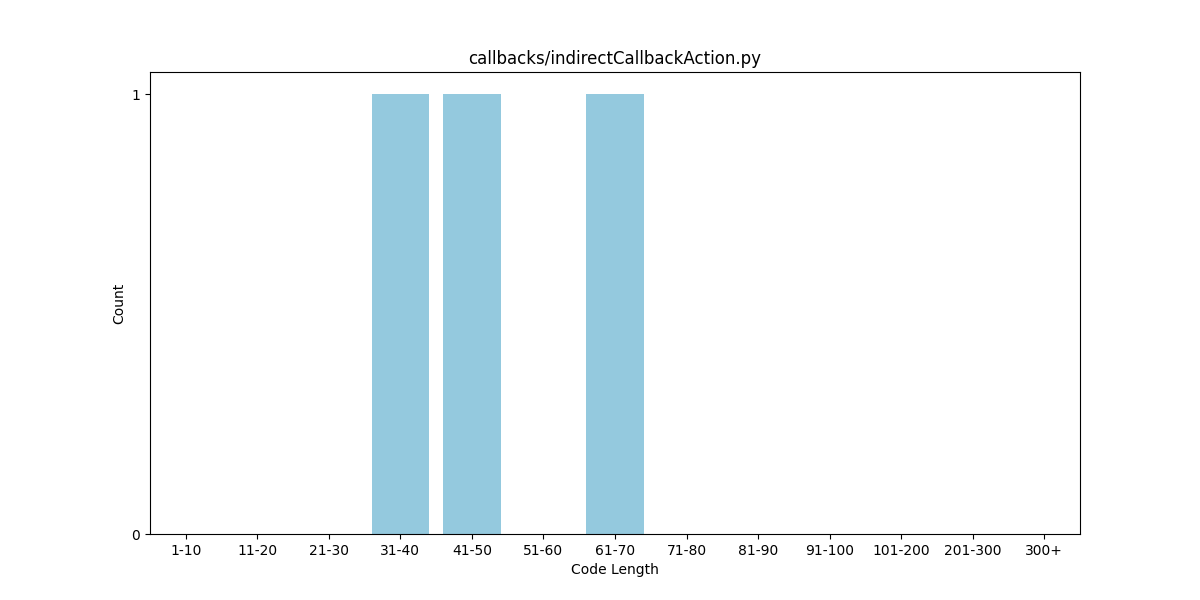 callbacks/indirectCallbackAction.py
1
Count
0
1-10 11-20 21-30 31-40 41-50 51-60 61-70 71-80 81-90 91-100 101-200 201-300 300+
Code Length